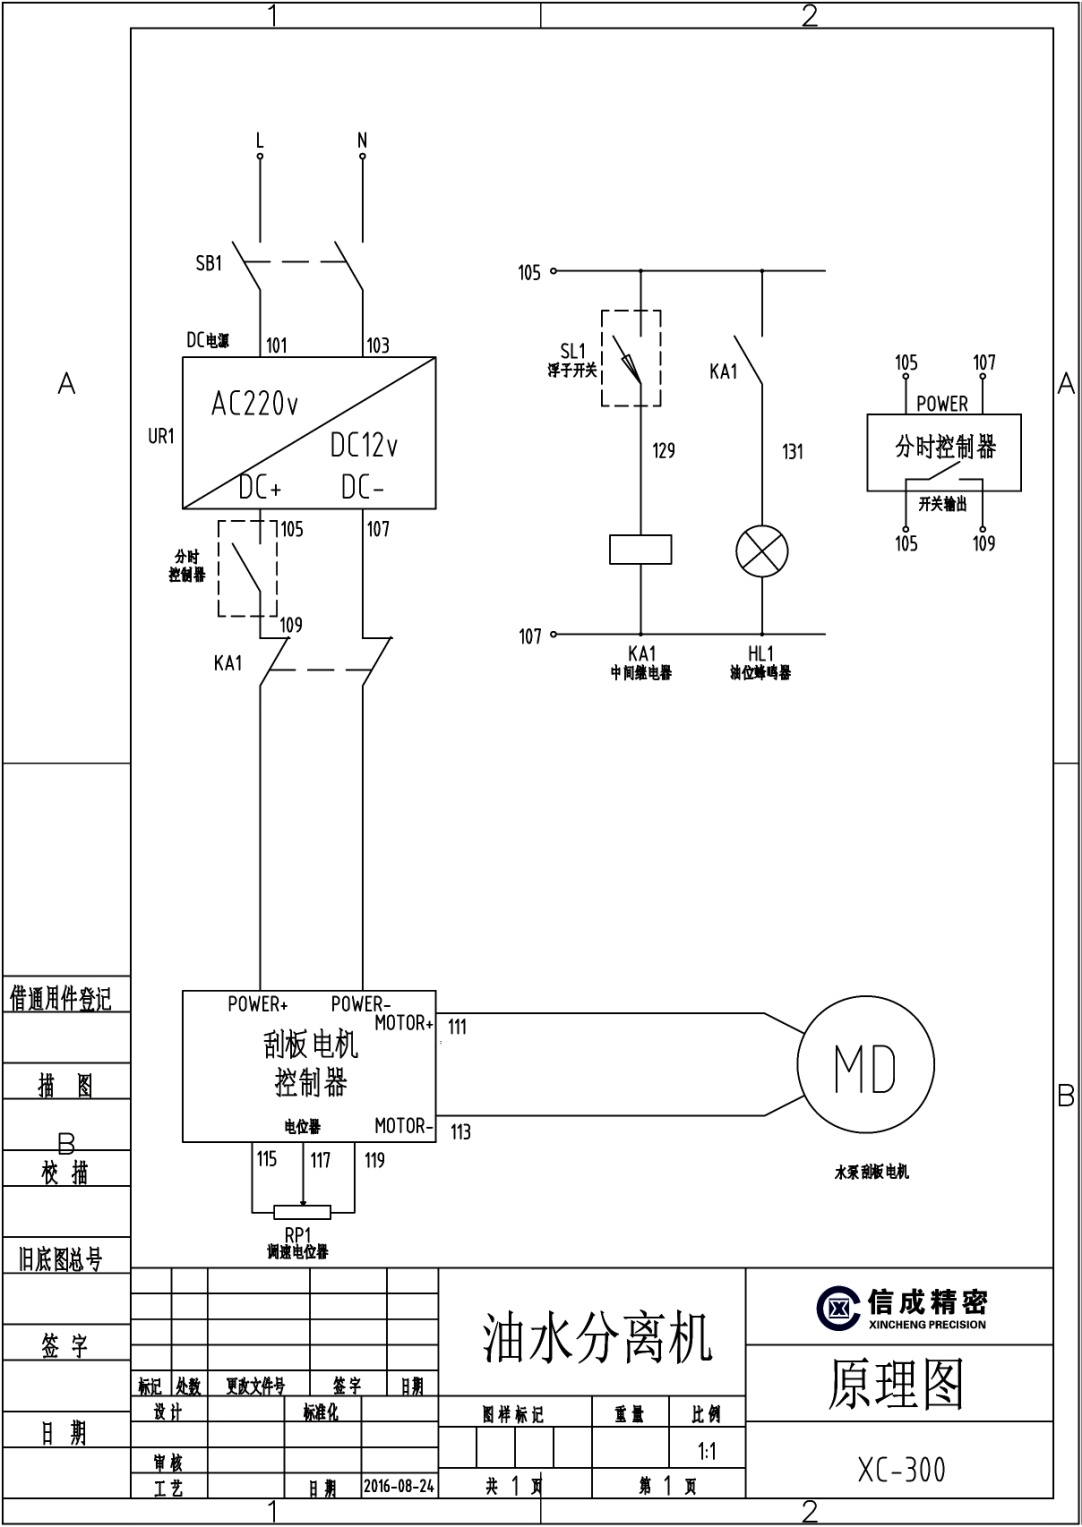 1
2
L
N
SB1
DC电源
101
103
AC220v
UR1
DC12v
DC+
DC-
105
107
分时
控制器
109
KA1
105
SL1
浮子开关
KA1
129
131
107
KA1
中间继电器
HL1
油位蜂鸣器
105
107
POWER
分时控制器
开关输出
105
109
A
A
POWER+
POWER-
MOTOR+
111
刮板电机
控制器
电位器
MOTOR-
113
115
117
119
RP1
调速电位器
MD
水泵刮板电机
B
B
借通用件登记
描 图
校 描
旧底图总号
签 字
日 期
标记
处数
更改文件号
签 字
日期
设 计
标准化
审 核
工 艺
日 期
2016-08-24
油水分离机
图 样 标 记
重 量
比 例
1:1
共 1 页
第 1 页
信成精密
XINCHENG PRECISION
原理图
XC-300
1
2